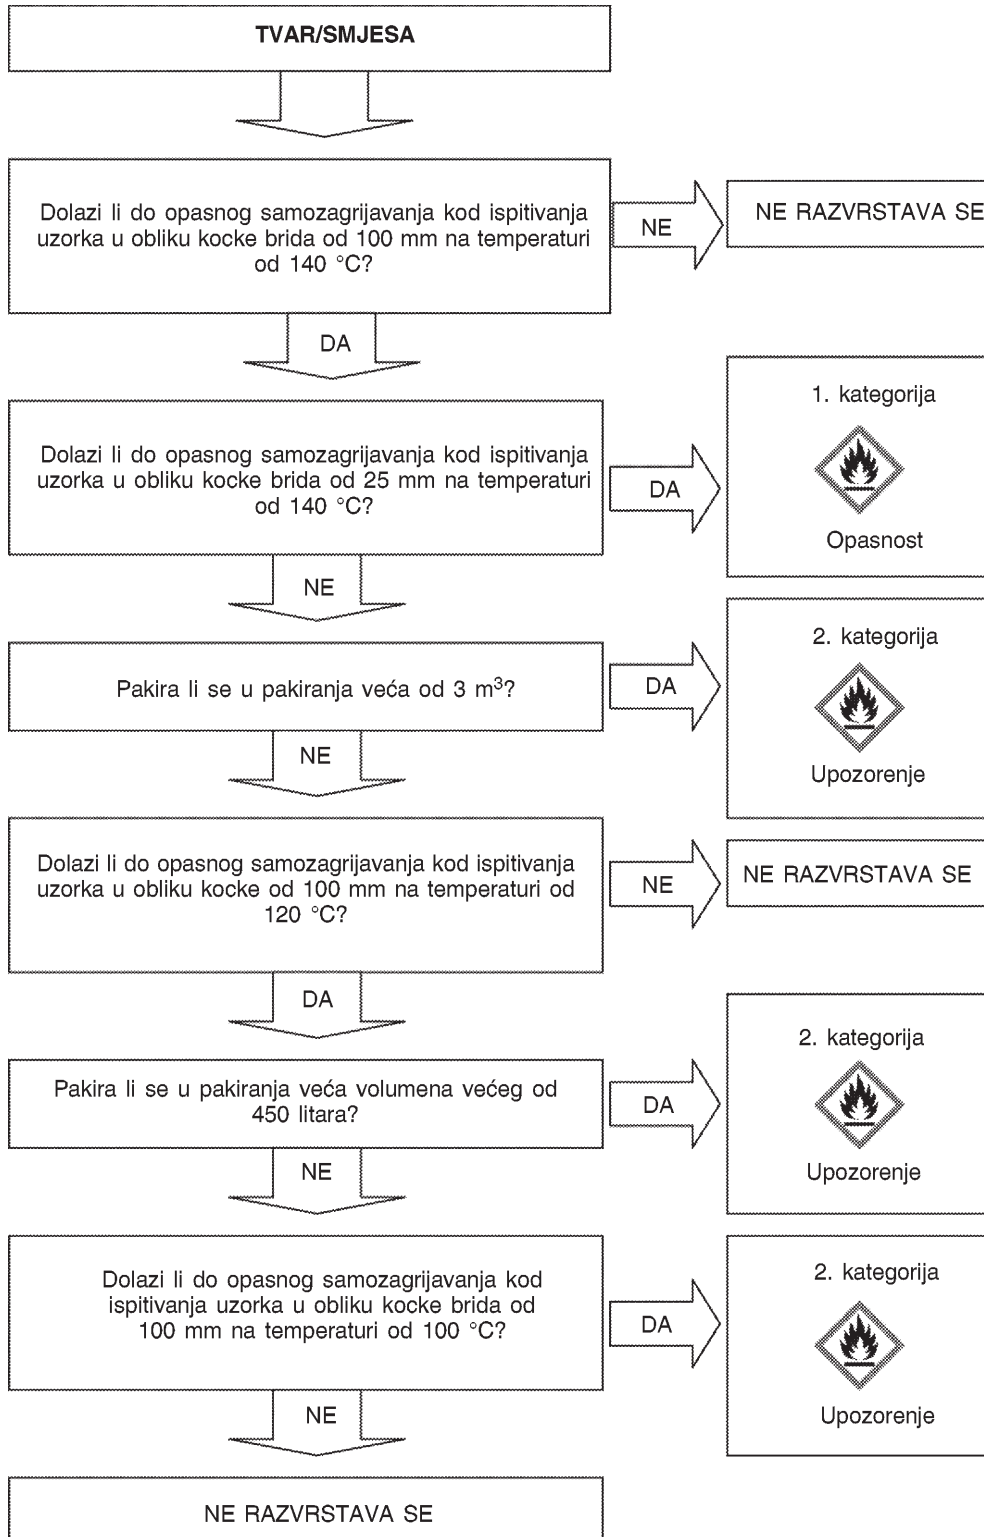 TVAR/SMJESA
Dolazi li do opasnog samozagrijavanja kod ispitivanja
uzorka u obliku kocke brida od 100 mm na temperaturi
od 140 °C?
NE
NE RAZVRSTAVA SE
DA
Dolazi li do opasnog samozagrijavanja kod ispitivanja
uzorka u obliku kocke brida od 25 mm na temperaturi
od 140 °C?
DA
1. kategorija
Opasnost
NE
Pakira li se u pakiranja veća od 3 m³?
DA
2. kategorija
Upozorenje
NE
Dolazi li do opasnog samozagrijavanja kod ispitivanja
uzorka u obliku kocke od 100 mm na temperaturi od
120 °C?
NE
NE RAZVRSTAVA SE
DA
Pakira li se u pakiranja veća volumena većeg od
450 litara?
DA
2. kategorija
Upozorenje
NE
Dolazi li do opasnog samozagrijavanja kod
ispitivanja uzorka u obliku kocke brida od
100 mm na temperaturi od 100 °C?
DA
2. kategorija
Upozorenje
NE
NE RAZVRSTAVA SE